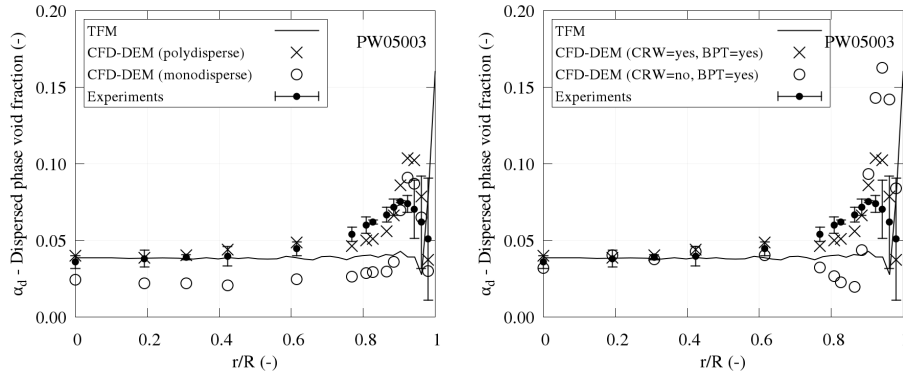 0.20
0.15
0.10
0.05
0.00
α_d - Dispersed phase void fraction (-)
TFM
CFD-DEM (polydisperse)
CFD-DEM (monodisperse)
Experiments
PW05003
0 0.2 0.4 0.6 0.8 1
r/R (-)
0.20
0.15
0.10
0.05
0.00
α_d - Dispersed phase void fraction (-)
TFM
CFD-DEM (CRW=yes, BPT=yes)
CFD-DEM (CRW=no, BPT=yes)
Experiments
PW05003
0 0.2 0.4 0.6 0.8 1
r/R (-)